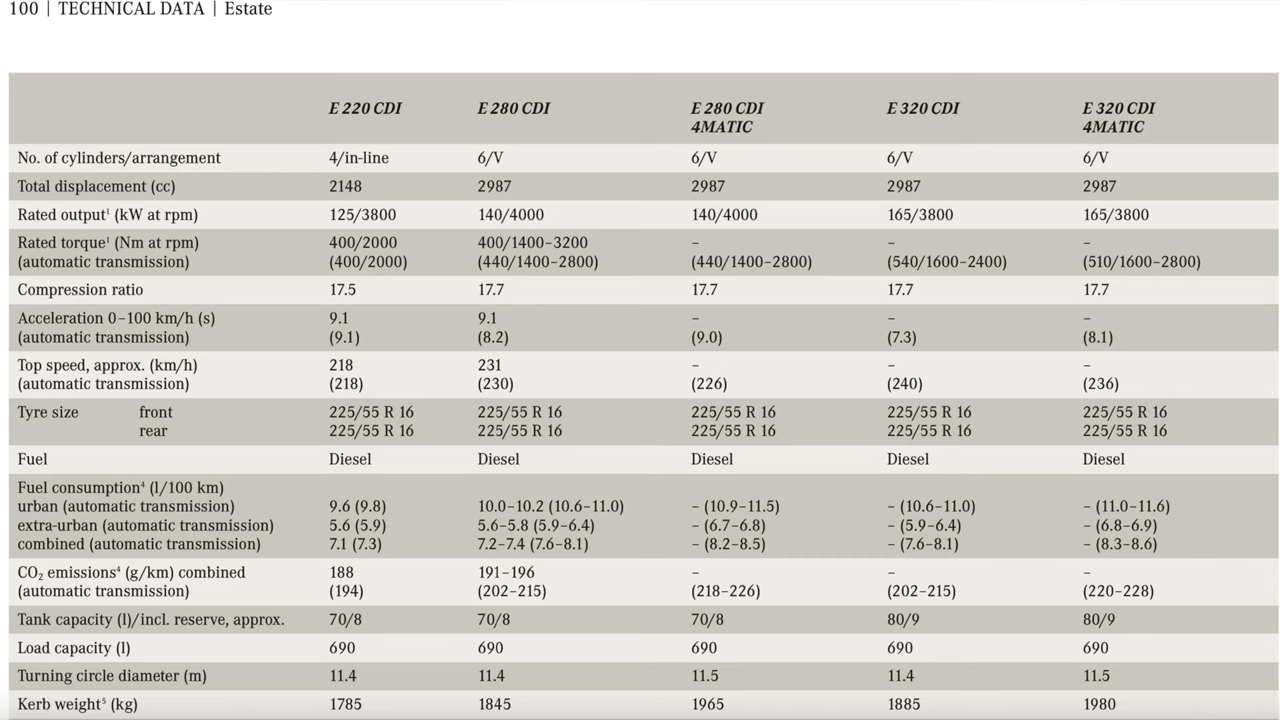 100 | TECHNICAL DATA | Estate
E 220 CDI E 280 CDI E 280 CDI 4MATIC E 320 CDI E 320 CDI 4MATIC
No. of cylinders/arrangement 4/in-line 6/V 6/V 6/V 6/V
Total displacement (cc) 2148 2987 2987 2987 2987
Rated output¹ (kW at rpm) 125/3800 140/4000 140/4000 165/3800 165/3800
Rated torque¹ (Nm at rpm) 400/2000 400/1400–3200 – – –
(automatic transmission) (400/2000) (440/1400–2800) (440/1400–2800) (540/1600–2400) (510/1600–2800)
Compression ratio 17.5 17.7 17.7 17.7 17.7
Acceleration 0–100 km/h (s) 9.1 9.1 – – –
(automatic transmission) (9.1) (8.2) (9.0) (7.3) (8.1)
Top speed, approx. (km/h) 218 231 – – –
(automatic transmission) (218) (230) (226) (240) (236)
Tyre size front 225/55 R 16 225/55 R 16 225/55 R 16 225/55 R 16 225/55 R 16
rear 225/55 R 16 225/55 R 16 225/55 R 16 225/55 R 16 225/55 R 16
Fuel Diesel Diesel Diesel Diesel Diesel
Fuel consumption⁴ (l/100 km)
urban (automatic transmission) 9.6 (9.8) 10.0–10.2 (10.6–11.0) – (10.9–11.5) – (10.6–11.0) – (11.0–11.6)
extra-urban (automatic transmission) 5.6 (5.9) 5.6–5.8 (5.9–6.4) – (6.7–6.8) – (5.9–6.4) – (6.8–6.9)
combined (automatic transmission) 7.1 (7.3) 7.2–7.4 (7.6–8.1) – (8.2–8.5) – (7.6–8.1) – (8.3–8.6)
CO₂ emissions⁴ (g/km) combined 188 191–196 – – –
(automatic transmission) (194) (202–215) (218–226) (202–215) (220–228)
Tank capacity (l)/incl. reserve, approx. 70/8 70/8 70/8 80/9 80/9
Load capacity (l) 690 690 690 690 690
Turning circle diameter (m) 11.4 11.4 11.5 11.4 11.5
Kerb weight⁵ (kg) 1785 1845 1965 1885 1980